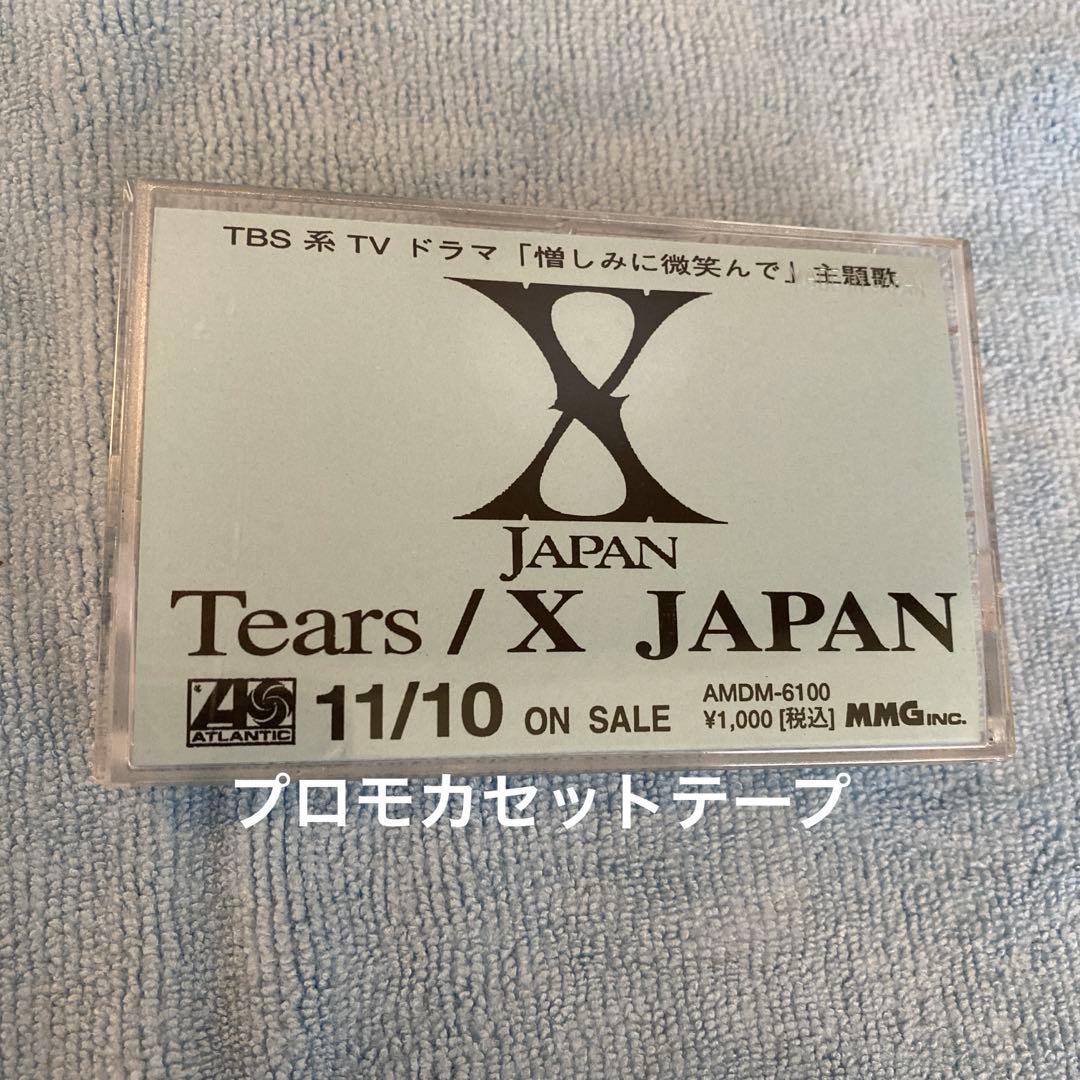 TBS 系 TV ドラマ「憎しみに微笑んで」主題歌
X
JAPAN
Tears / X JAPAN
ATLANTIC 11/10 ON SALE
AMDM-6100
¥1,000 [税込] MMG INC.
プロモカセットテープ